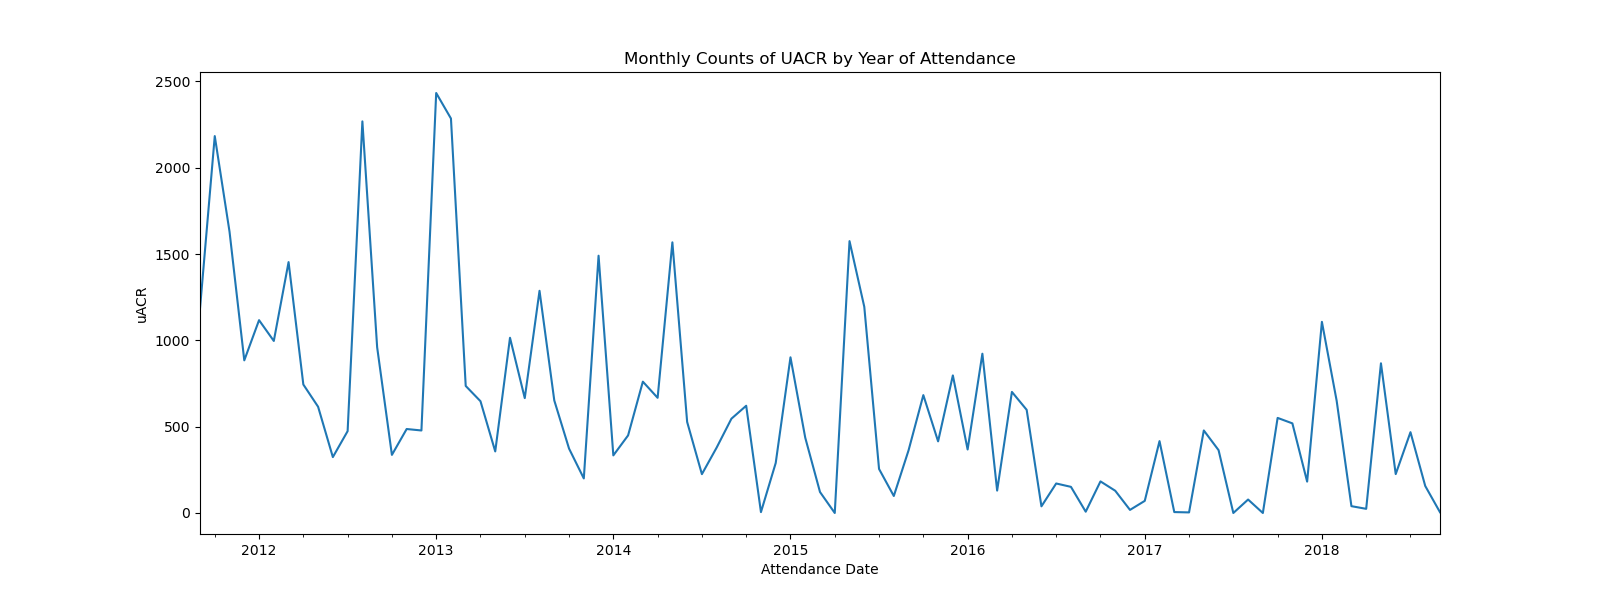 Monthly Counts of UACR by Year of Attendance
2500
2000
1500
1000
500
0
uACR
2012 2013 2014 2015 2016 2017 2018
Attendance Date